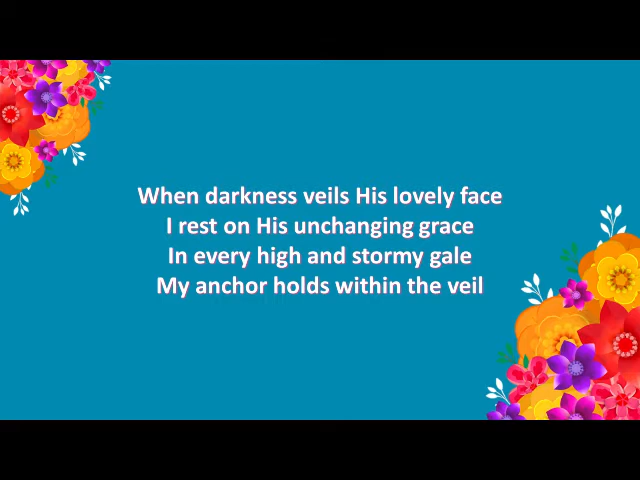 When darkness veils His lovely face
I rest on His unchanging grace
In every high and stormy gale
My anchor holds within the veil